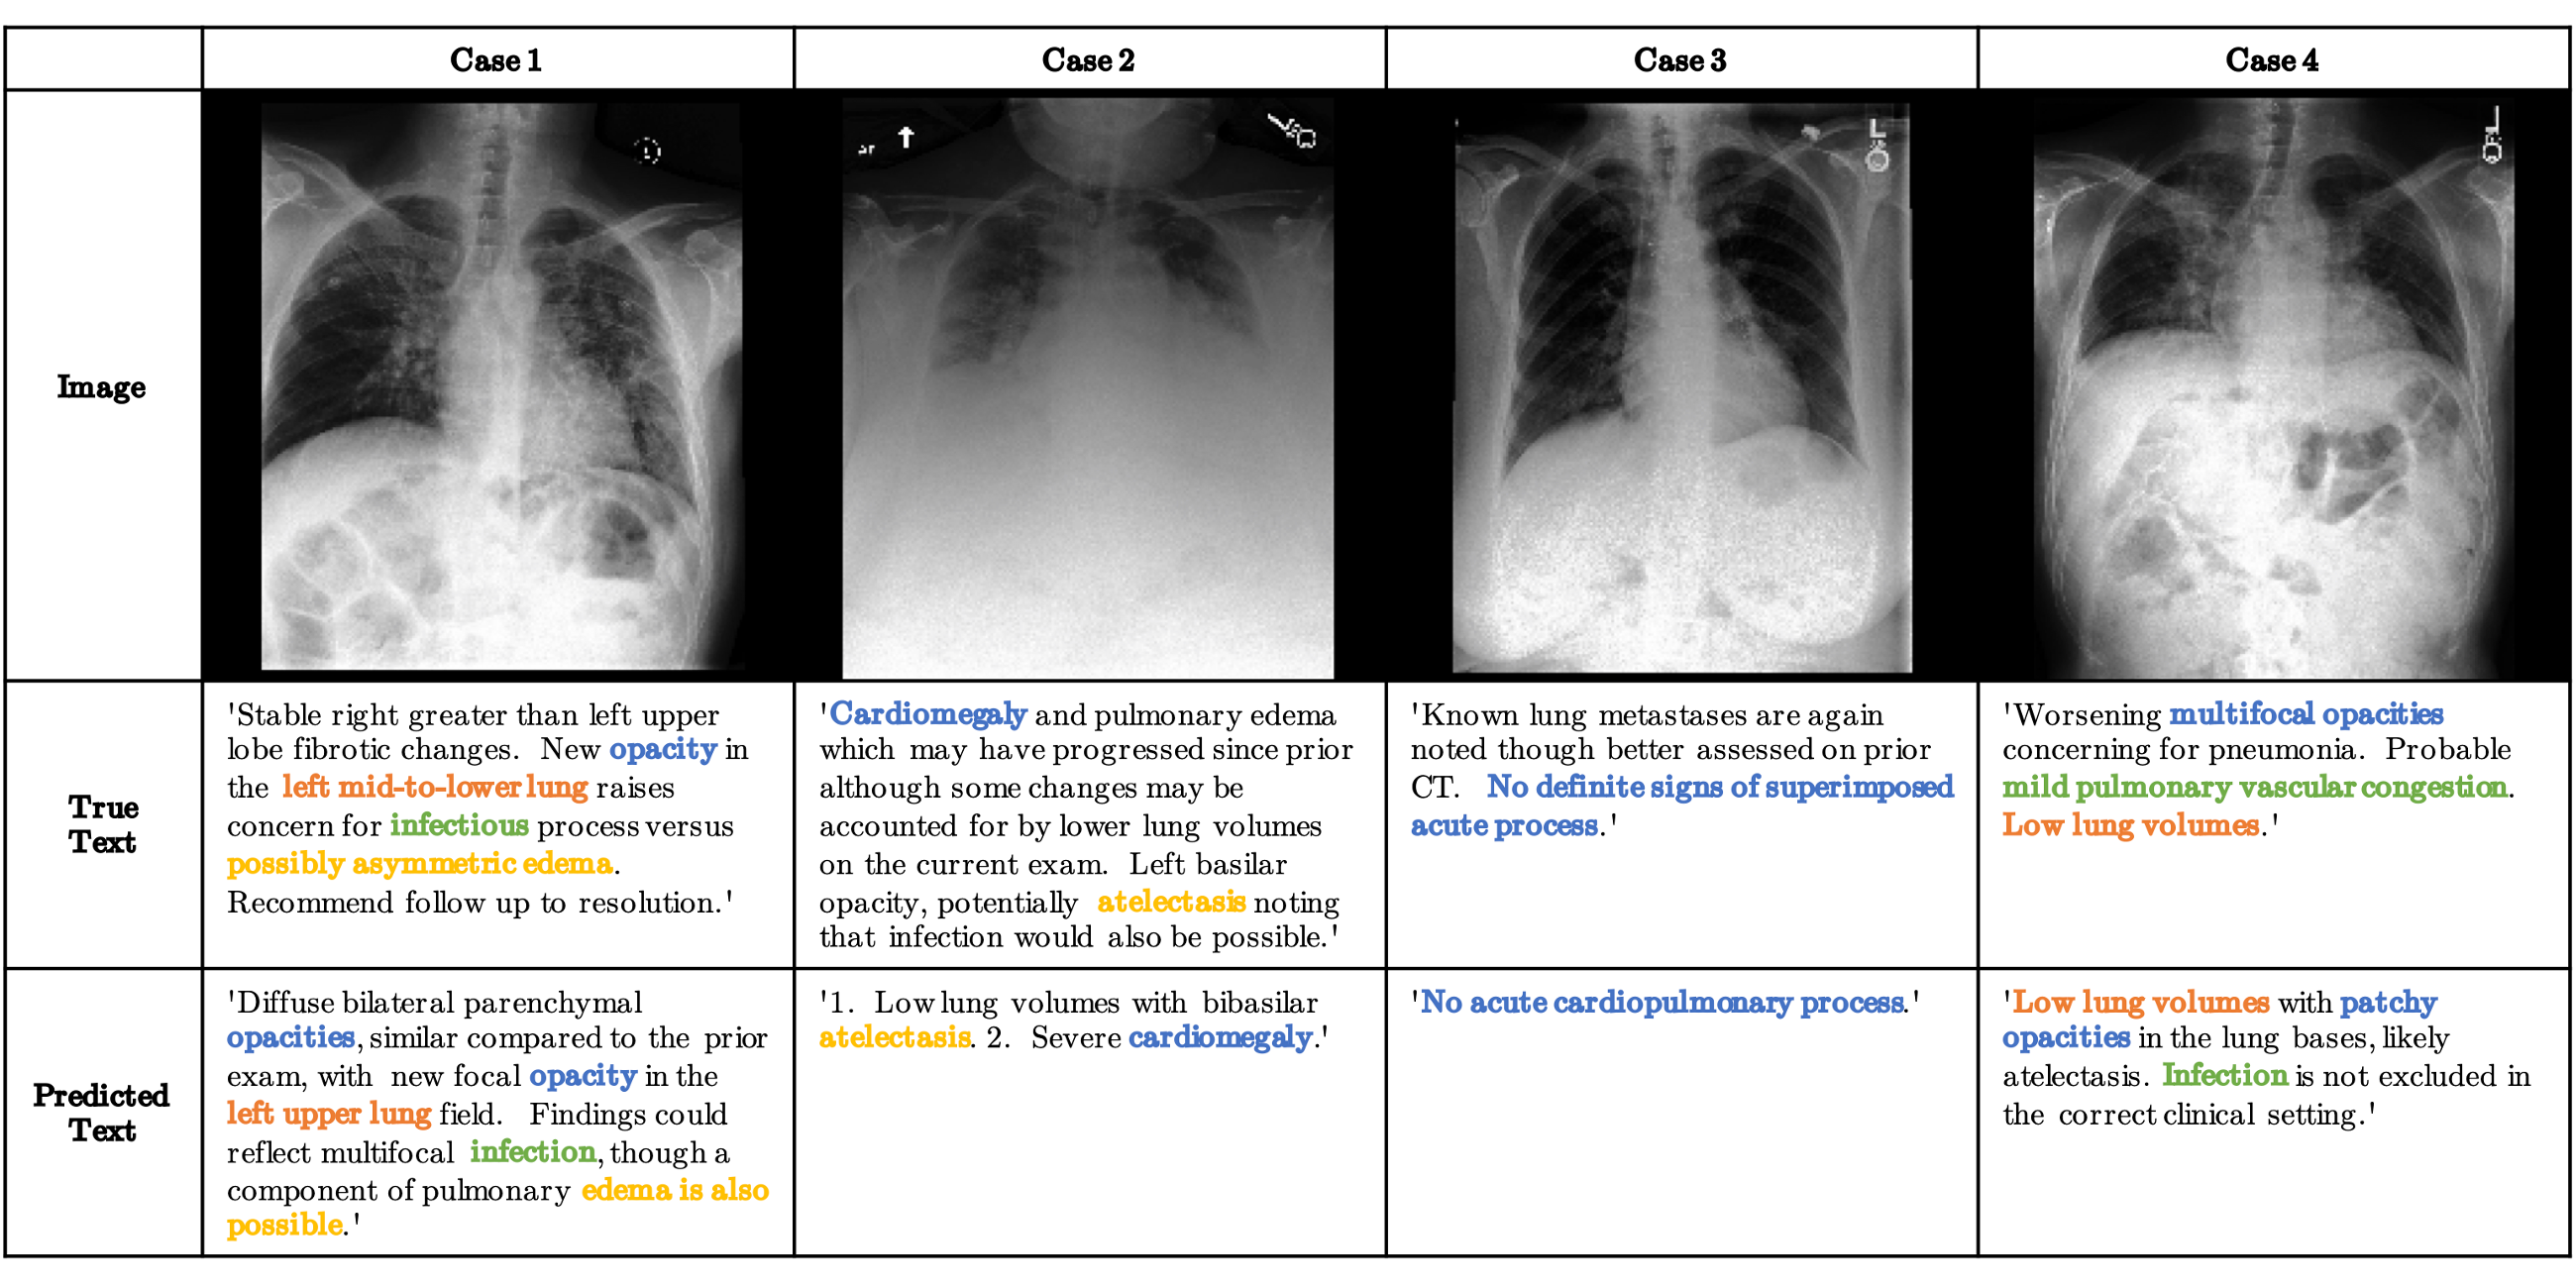 Case 1
Case 2
Case 3
Case 4
Image
L
L
True
Text
'Stable right greater than left upper
lobe fibrotic changes. New opacity in
the left mid-to-lower lung raises
concern for infectious process versus
possibly asymmetric edema.
Recommend follow up to resolution.'
'Cardiomegaly and pulmonary edema
which may have progressed since prior
although some changes may be
accounted for by lower lung volumes
on the current exam. Left basilar
opacity, potentially atelectasis noting
that infection would also be possible.'
'Known lung metastases are again
noted though better assessed on prior
CT. No definite signs of superimposed
acute process.'
'Worsening multifocal opacities
concerning for pneumonia. Probable
mild pulmonary vascular congestion.
Low lung volumes.'
Predicted
Text
'Diffuse bilateral parenchymal
opacities, similar compared to the prior
exam, with new focal opacity in the
left upper lung field. Findings could
reflect multifocal infection, though a
component of pulmonary edema is also
possible.'
'1. Low lung volumes with bibasilar
atelectasis. 2. Severe cardiomegaly.'
'No acute cardiopulmonary process.'
'Low lung volumes with patchy
opacities in the lung bases, likely
atelectasis. Infection is not excluded in
the correct clinical setting.'